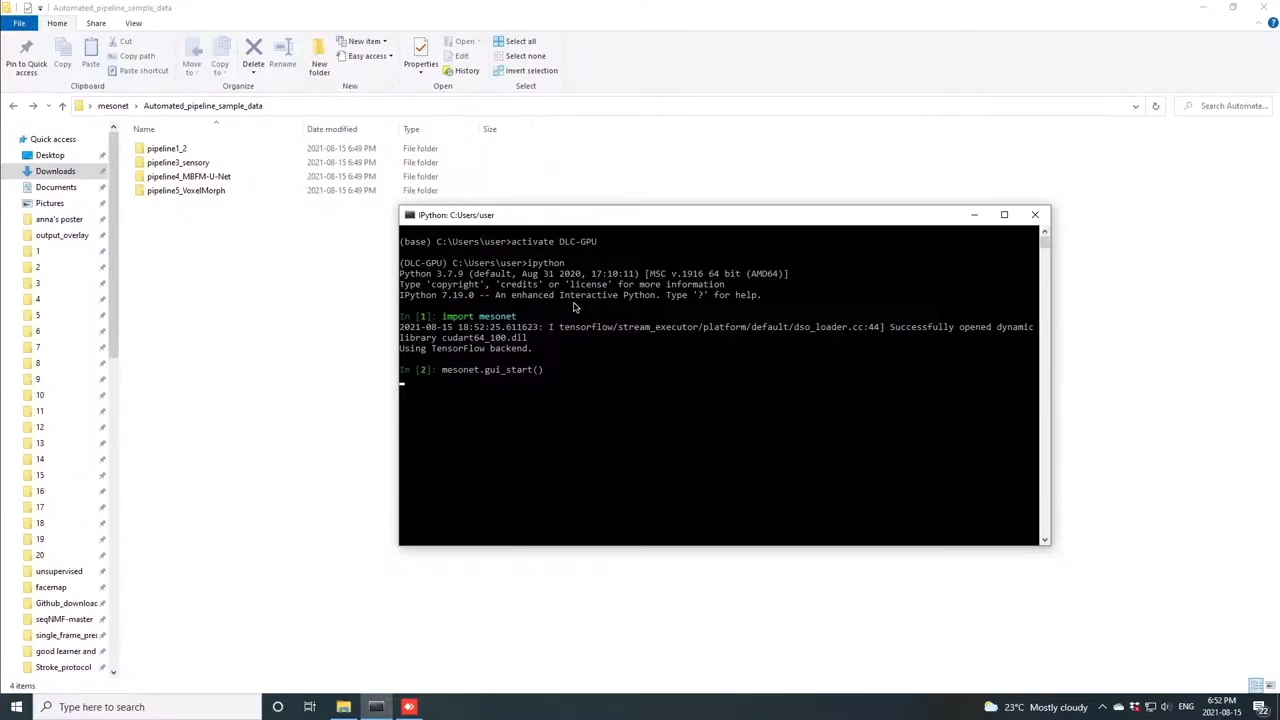 Automated_pipeline_sample_data
File Home Share View
Pin to Quick access
Copy
Paste
Cut
Copy path
Paste shortcut
Clipboard
Move to
Copy to
Delete
Rename
Organize
New folder
New item
Easy access
New
Properties
Open
Edit
History
Open
Select all
Select none
Invert selection
Select
mesonet Automated_pipeline_sample_data
Search Automate...
Name Date modified Type Size
pipeline1_2 2021-08-15 6:49 PM File folder
pipeline3_sensory 2021-08-15 6:49 PM File folder
pipeline4_MBFM-U-Net 2021-08-15 6:49 PM File folder
pipeline5_VoxelMorph 2021-08-15 6:49 PM File folder
Quick access
Desktop
Downloads
Documents
Pictures
anna's poster
output_overlay
1
2
3
4
5
6
7
8
9
10
11
12
13
14
15
16
17
18
19
20
unsupervised
facemap
Github_downloac
seqNMF-master
single_frame_pred
good learner and
Stroke_protocol
4 items
IPython: C:Users/user
(base) C:\Users\user>activate DLC-GPU
(DLC-GPU) C:\Users\user>ipython
Python 3.7.9 (default, Aug 31 2020, 17:10:11) [MSC v.1916 64 bit (AMD64)]
Type 'copyright', 'credits' or 'license' for more information
IPython 7.19.0 -- An enhanced Interactive Python. Type '?' for help.
In [1]: import mesonet
2021-08-15 18:52:25.611623: I tensorflow/stream_executor/platform/default/dso_loader.cc:44] Successfully opened dynamic
library cudart64_100.dll
Using TensorFlow backend.
In [2]: mesonet.gui_start()
Type here to search
23°C Mostly cloudy
ENG
6:52 PM
2021-08-15
22